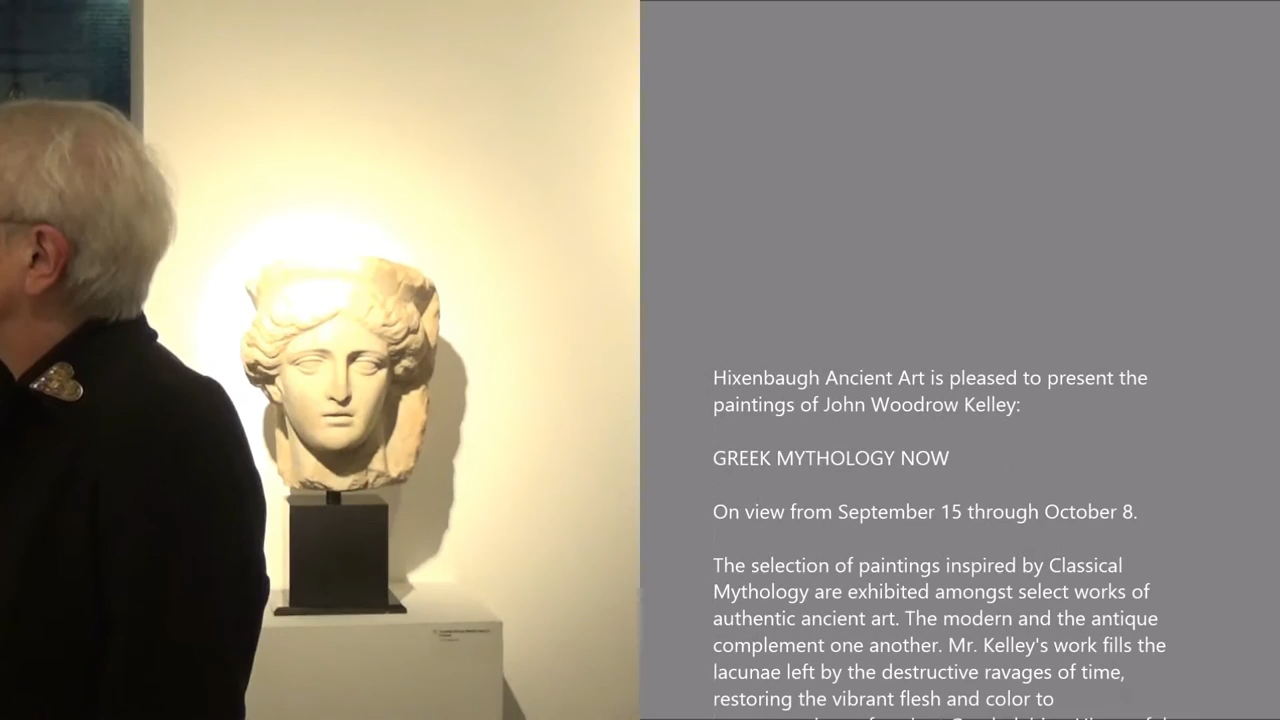 Hixenbaugh Ancient Art is pleased to present the
paintings of John Woodrow Kelley:
GREEK MYTHOLOGY NOW
On view from September 15 through October 8.
The selection of paintings inspired by Classical
Mythology are exhibited amongst select works of
authentic ancient art. The modern and the antique
complement one another. Mr. Kelley's work fills the
lacunae left by the destructive ravages of time,
restoring the vibrant flesh and color to